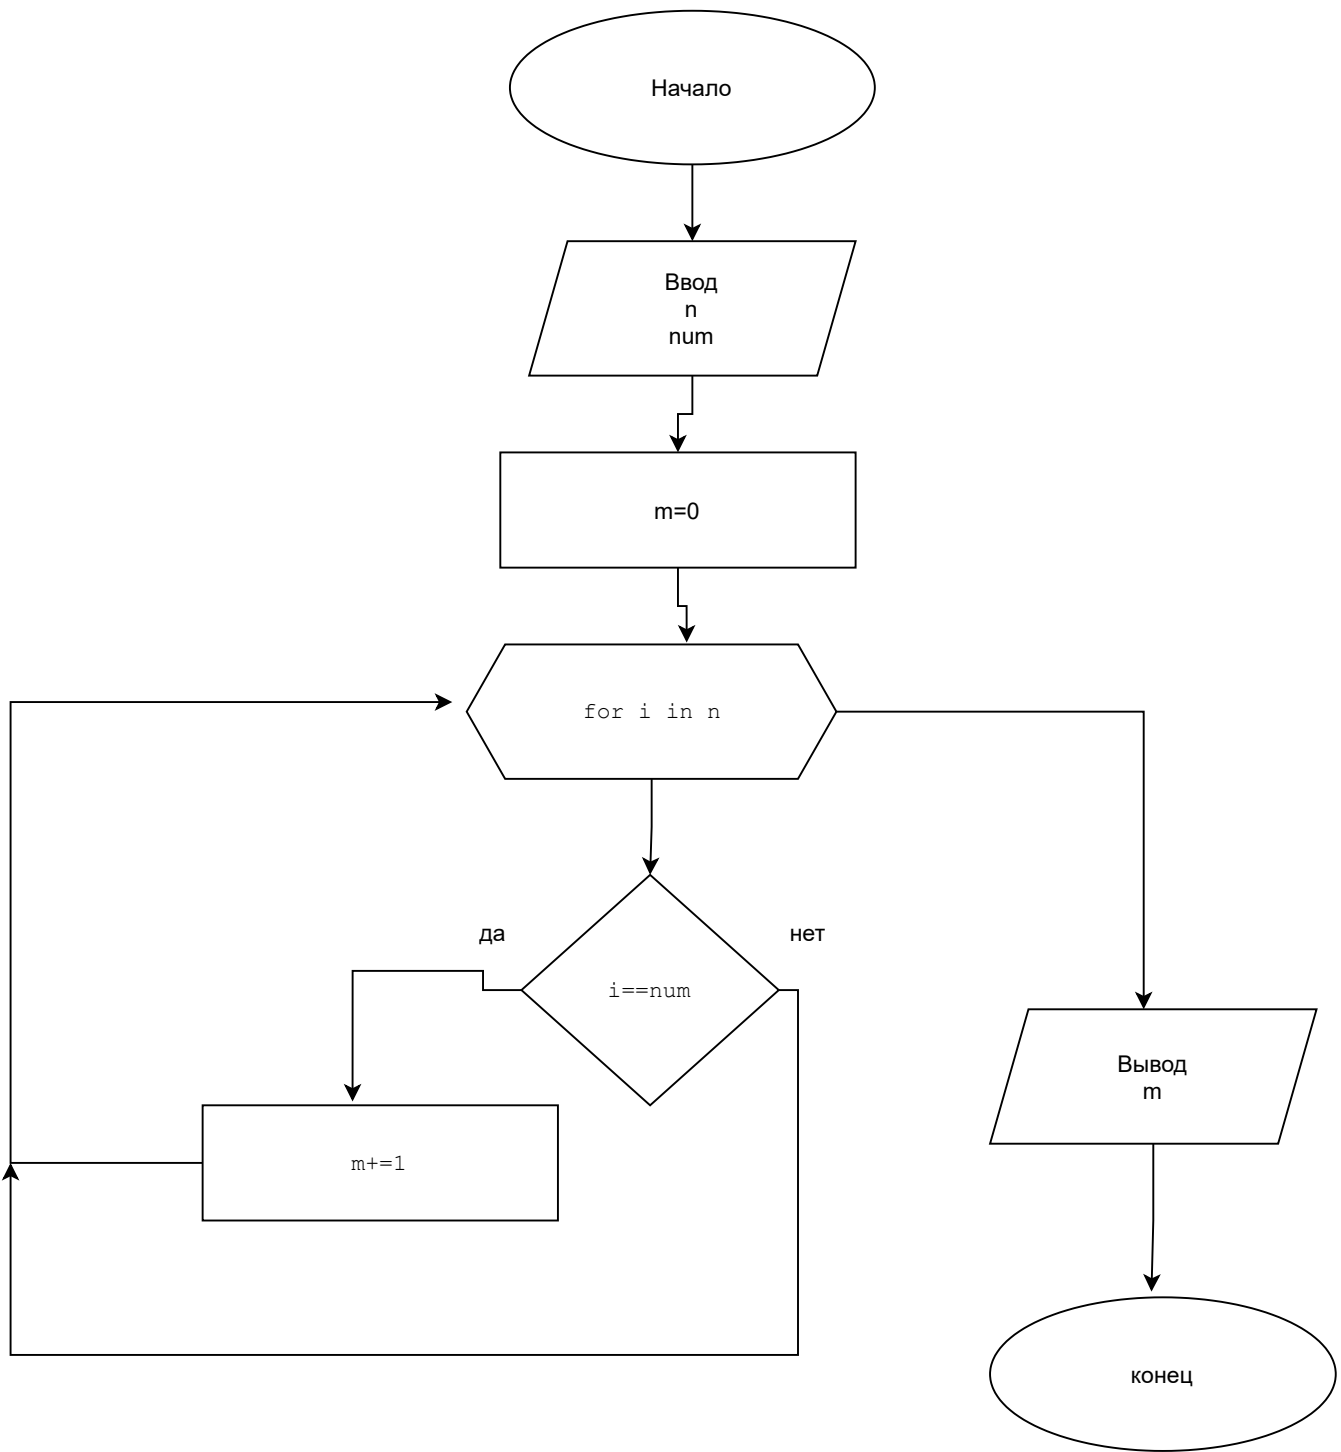 Начало
Ввод
n
num
m=0
for i in n
да
нет
i==num
m+=1
Вывод
m
конец